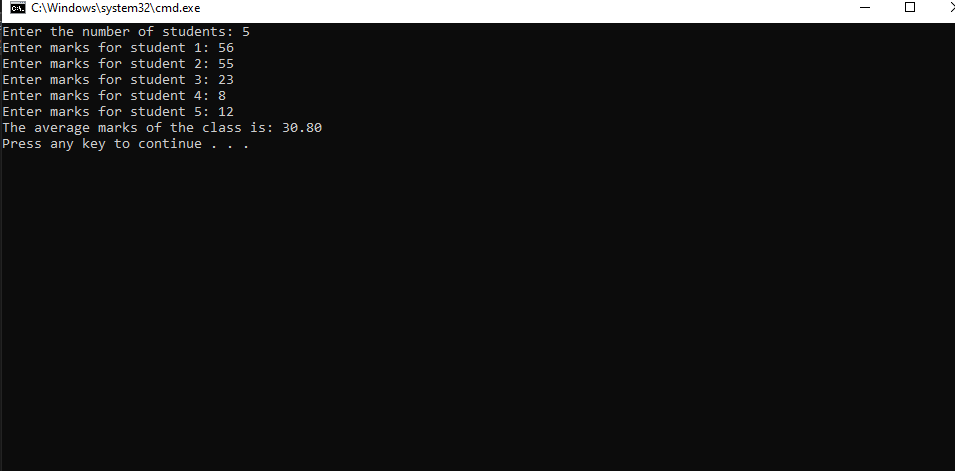 C:\Windows\system32\cmd.exe
Enter the number of students: 5
Enter marks for student 1: 56
Enter marks for student 2: 55
Enter marks for student 3: 23
Enter marks for student 4: 8
Enter marks for student 5: 12
The average marks of the class is: 30.80
Press any key to continue . . .